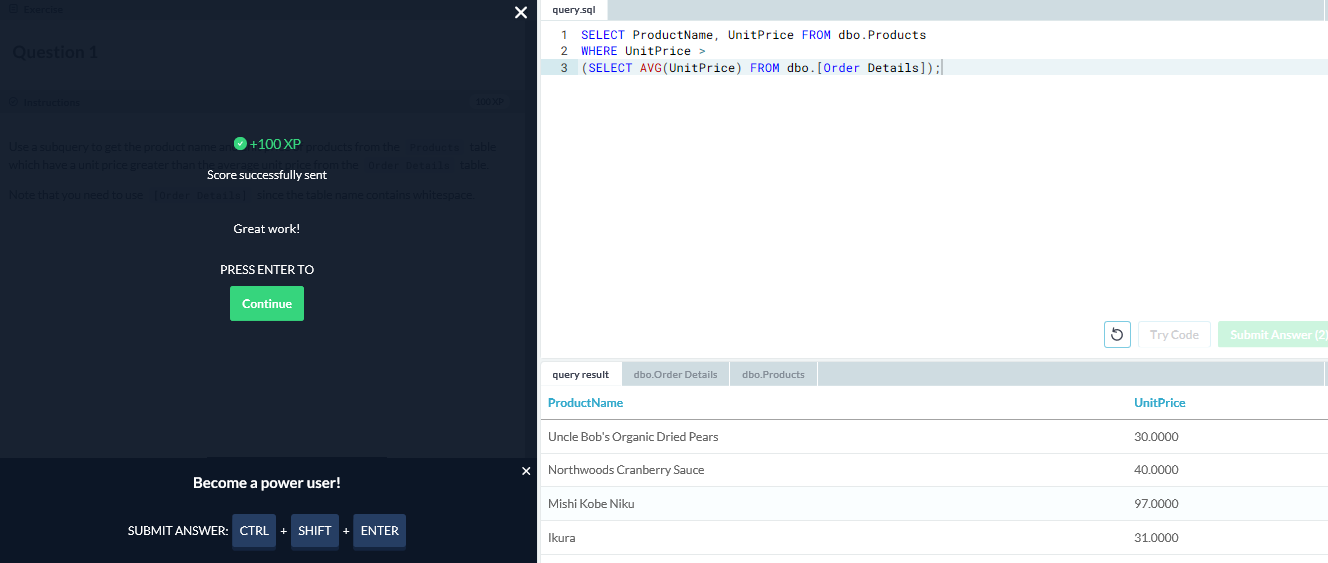 Exercise
Question 1
Instructions
100 XP
Use a subquery to get the product name an products from the Products table
which have a unit price greater than the average unit price from the Order Details table
Note that you need to use [Order Details] since the table name contains whitespace
+100 XP
Score successfully sent
Great work!
PRESS ENTER TO
Continue
Become a power user!
SUBMIT ANSWER: CTRL + SHIFT + ENTER
query.sql
1 SELECT ProductName, UnitPrice FROM dbo.Products
2 WHERE UnitPrice >
3 (SELECT AVG(UnitPrice) FROM dbo.[Order Details]);
Try Code
Submit Answer (2)
query result
dbo.Order Details
dbo.Products
ProductName UnitPrice
Uncle Bob's Organic Dried Pears 30.0000
Northwoods Cranberry Sauce 40.0000
Mishi Kobe Niku 97.0000
Ikura 31.0000